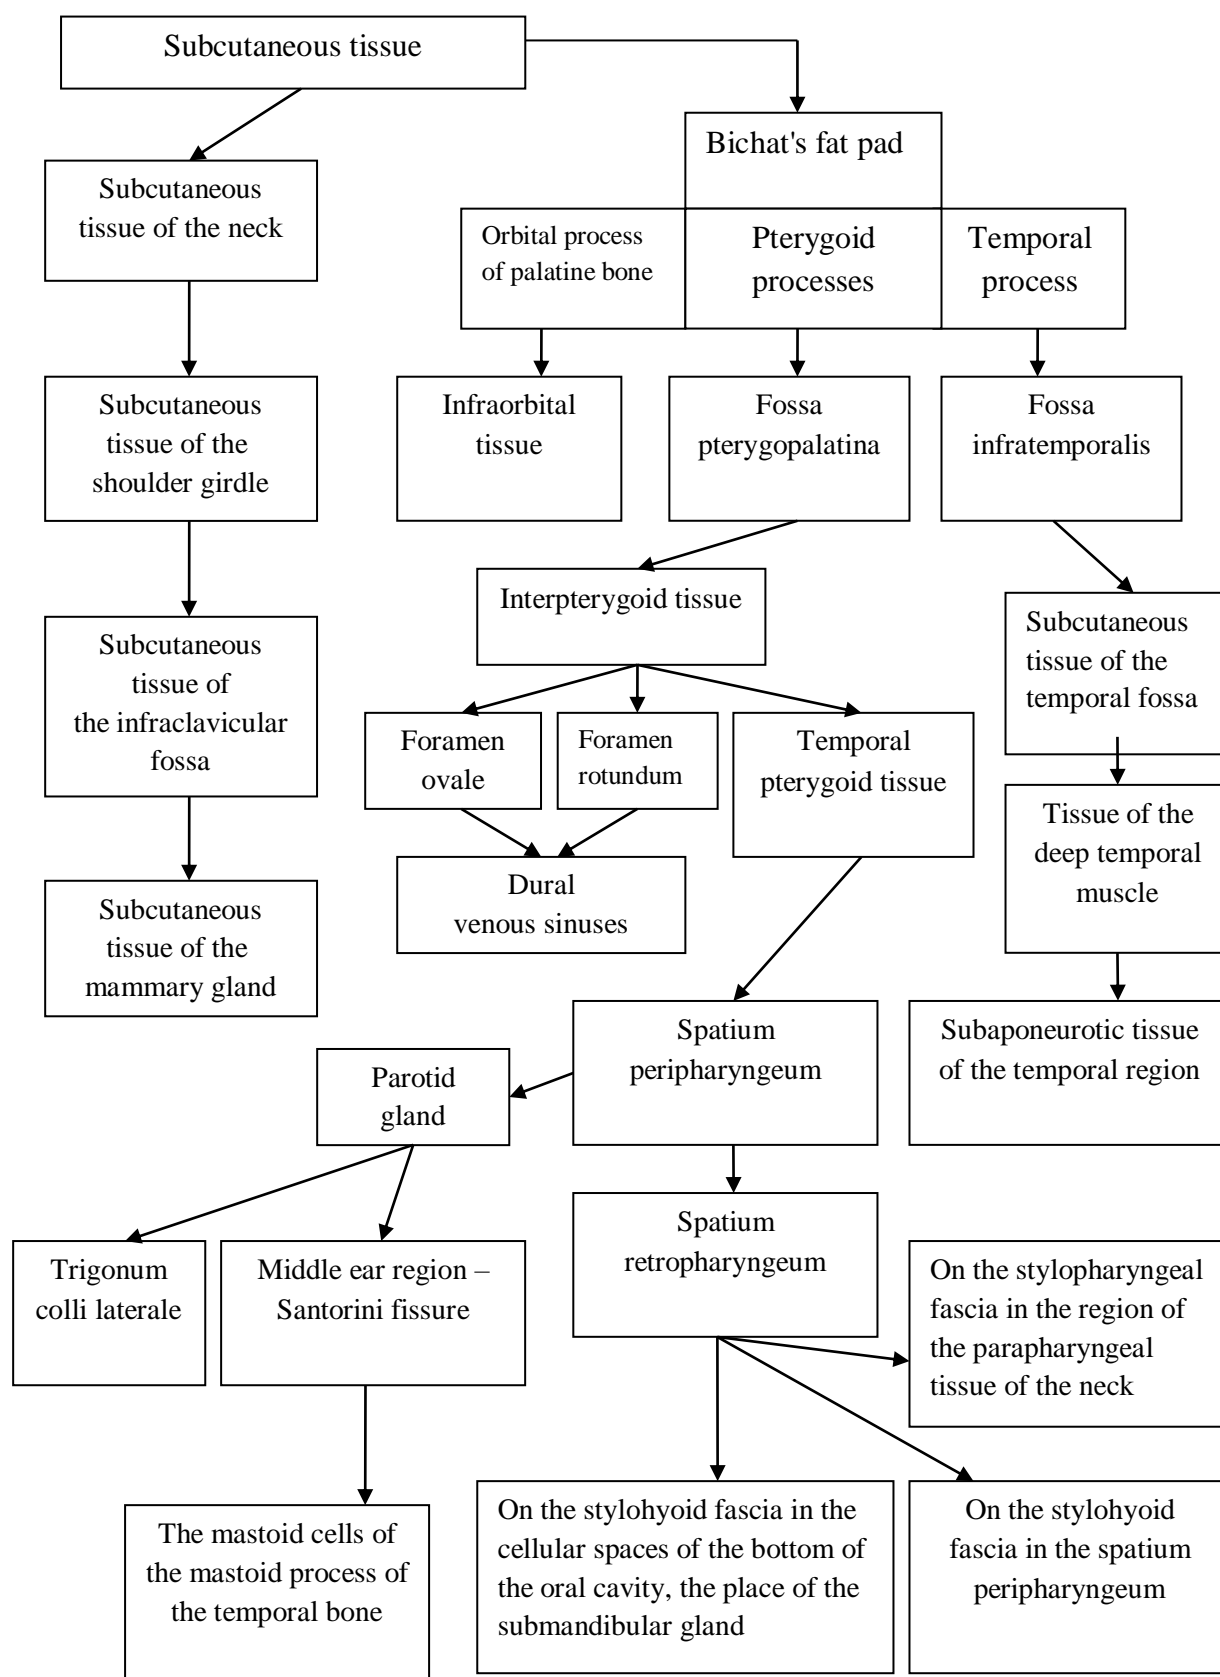 Subcutaneous tissue
Bichat's fat pad
Subcutaneous
tissue of the neck
Orbital process
of palatine bone
Pterygoid
processes
Temporal
process
Subcutaneous
tissue of the
shoulder girdle
Infraorbital
tissue
Fossa
pterygopalatina
Fossa
infratemporalis
Interpterygoid tissue
Subcutaneous
tissue of the
temporal fossa
Subcutaneous
tissue of
the infraclavicular
fossa
Foramen
ovale
Foramen
rotundum
Temporal
pterygoid tissue
Tissue of the
deep temporal
muscle
Dural
venous sinuses
Subcutaneous
tissue of the
mammary gland
Spatium
peripharyngeum
Subaponeurotic tissue
of the temporal region
Parotid
gland
Spatium
retropharyngeum
Trigonum
colli laterale
Middle ear region –
Santorini fissure
On the stylopharyngeal
fascia in the region of
the parapharyngeal
tissue of the neck
The mastoid cells of
the mastoid process of
the temporal bone
On the stylohyoid fascia in the
cellular spaces of the bottom of
the oral cavity, the place of the
submandibular gland
On the stylohyoid
fascia in the spatium
peripharyngeum